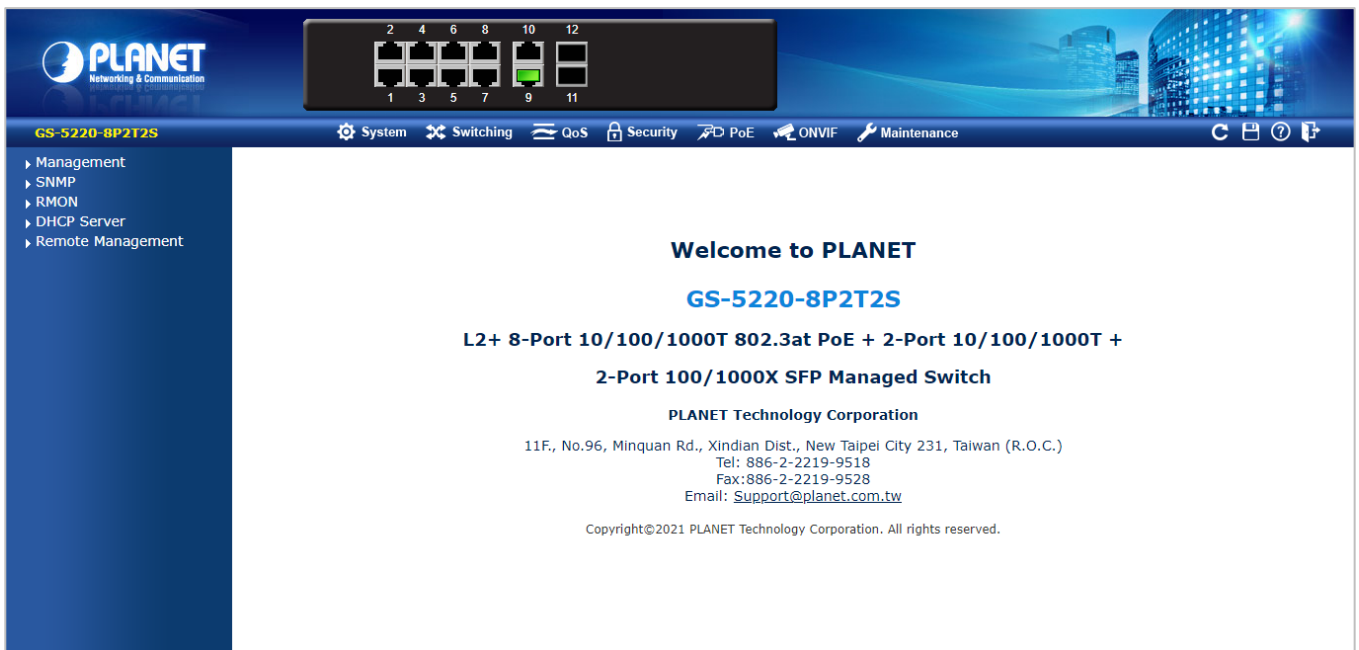 2 4 6 8 10 12
PLANET
Networking & Communication
1 3 5 7 9 11
GS-5220-8P2T2S
System Switching QoS Security PoE ONVIF Maintenance
Management
SNMP
RMON
DHCP Server
Remote Management
Welcome to PLANET
GS-5220-8P2T2S
L2+ 8-Port 10/100/1000T 802.3at PoE + 2-Port 10/100/1000T +
2-Port 100/1000X SFP Managed Switch
PLANET Technology Corporation
11F., No.96, Minquan Rd., Xindian Dist., New Taipei City 231, Taiwan (R.O.C.)
Tel: 886-2-2219-9518
Fax:886-2-2219-9528
Email: Support@planet.com.tw
Copyright©2021 PLANET Technology Corporation. All rights reserved.